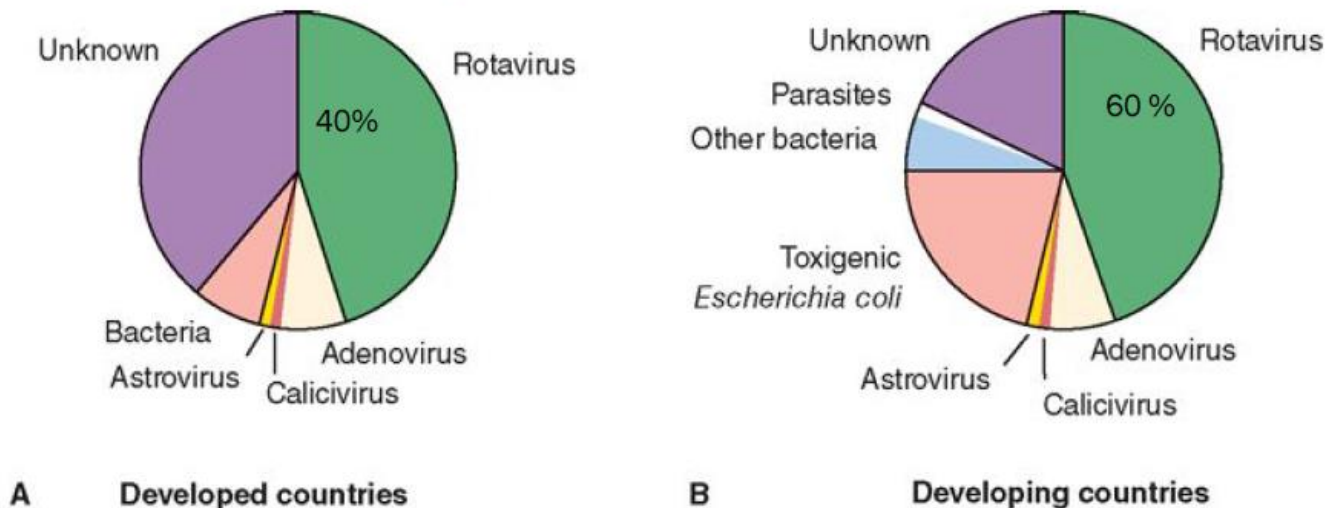 Unknown
Rotavirus
40%
Bacteria
Astrovirus
Calicivirus
Adenovirus
A Developed countries
Unknown
Rotavirus
Parasites
60 %
Other bacteria
Toxigenic
Escherichia coli
Astrovirus
Calicivirus
Adenovirus
B Developing countries